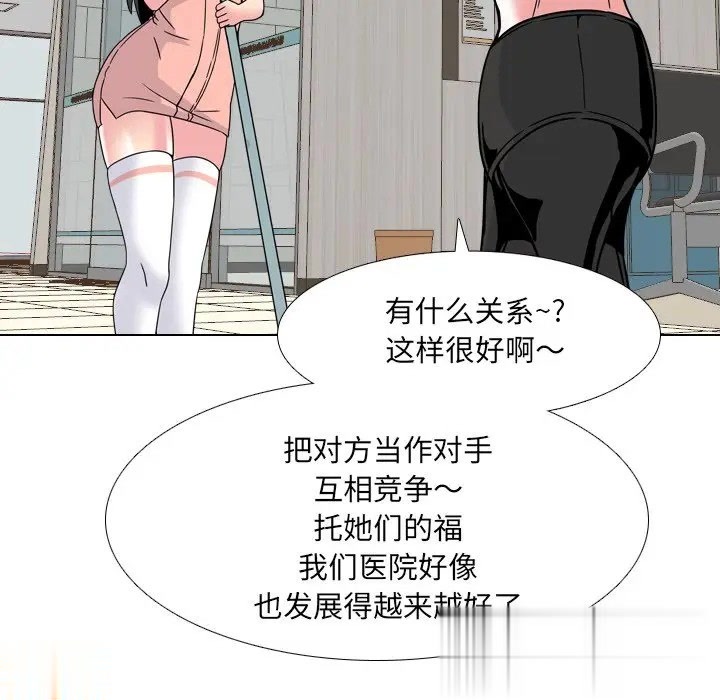 有什么关系~?
这样很好啊～
把对方当作对手
互相竞争～
托她们的福
我们医院好像
也发展得越来越好了